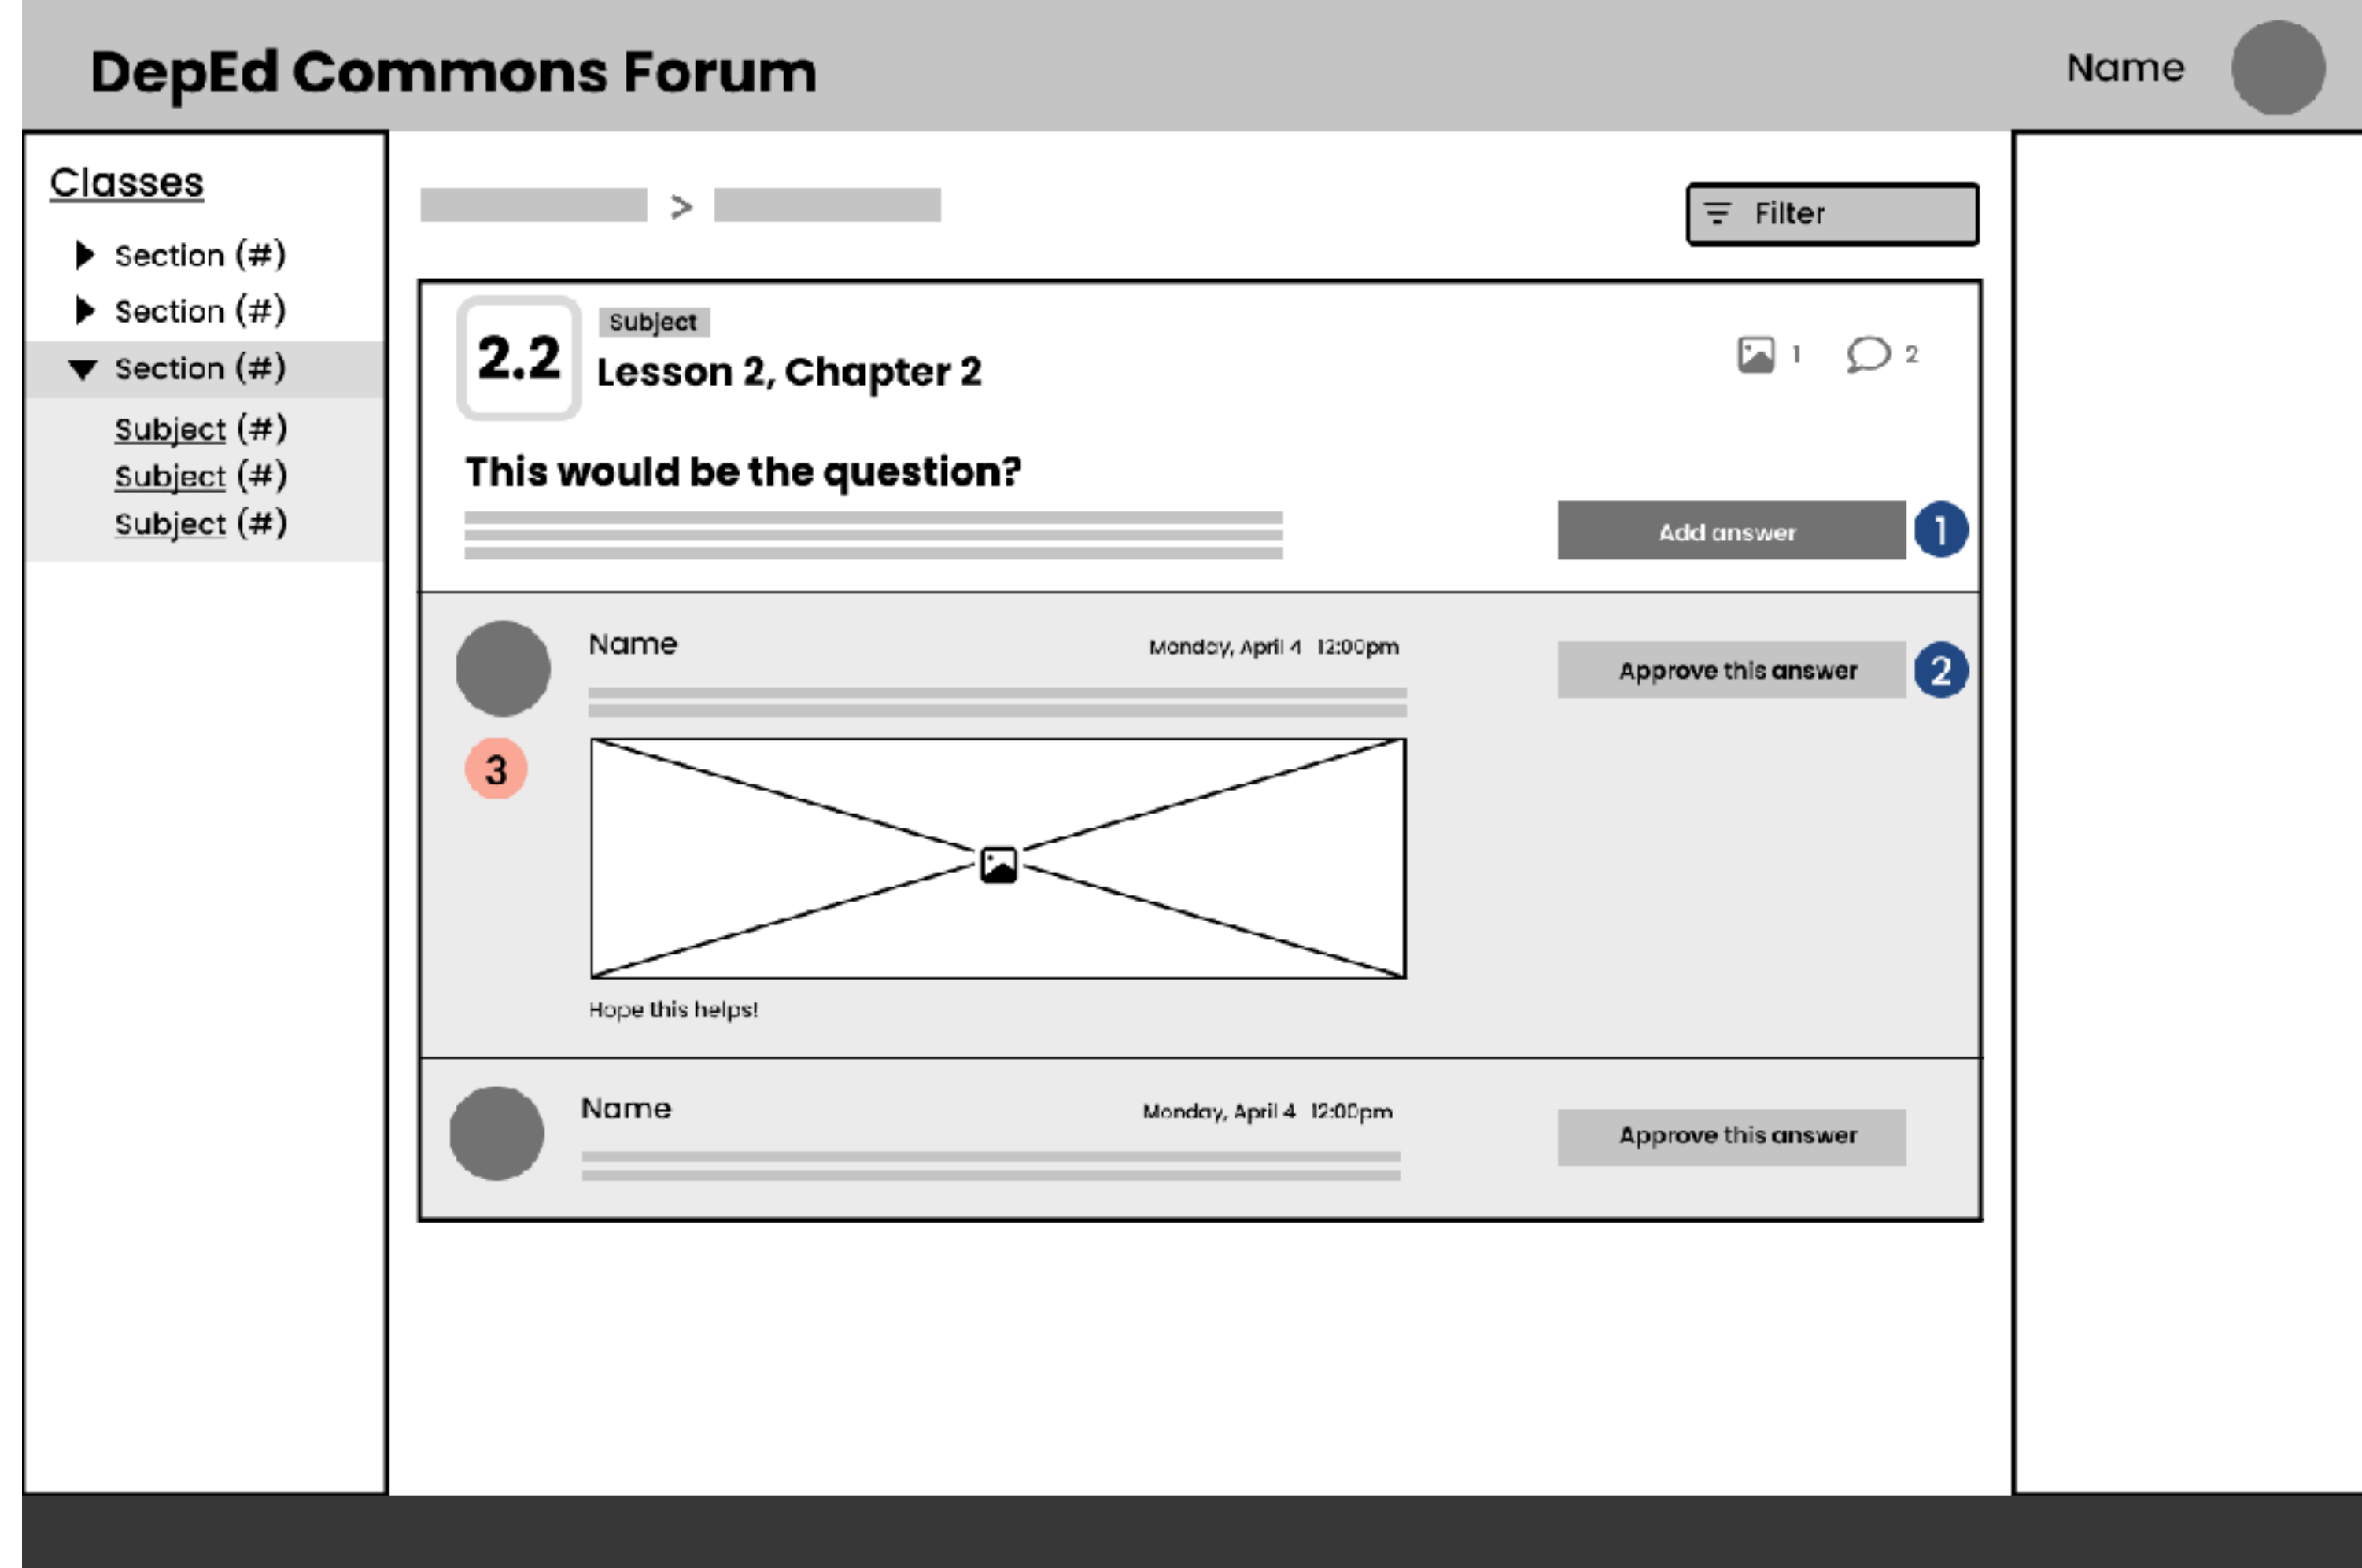 DepEd Commons Forum
Name
Classes
Section (#)
Section (#)
Section (#)
Subject (#)
Subject (#)
Subject (#)
>
Filter
2.2
Subject
Lesson 2, Chapter 2
1
2
This would be the question?
Add answer
1
Name
Monday, April 4 12:00pm
Approve this answer
2
3
Hope this helps!
Name
Monday, April 4 12:00pm
Approve this answer